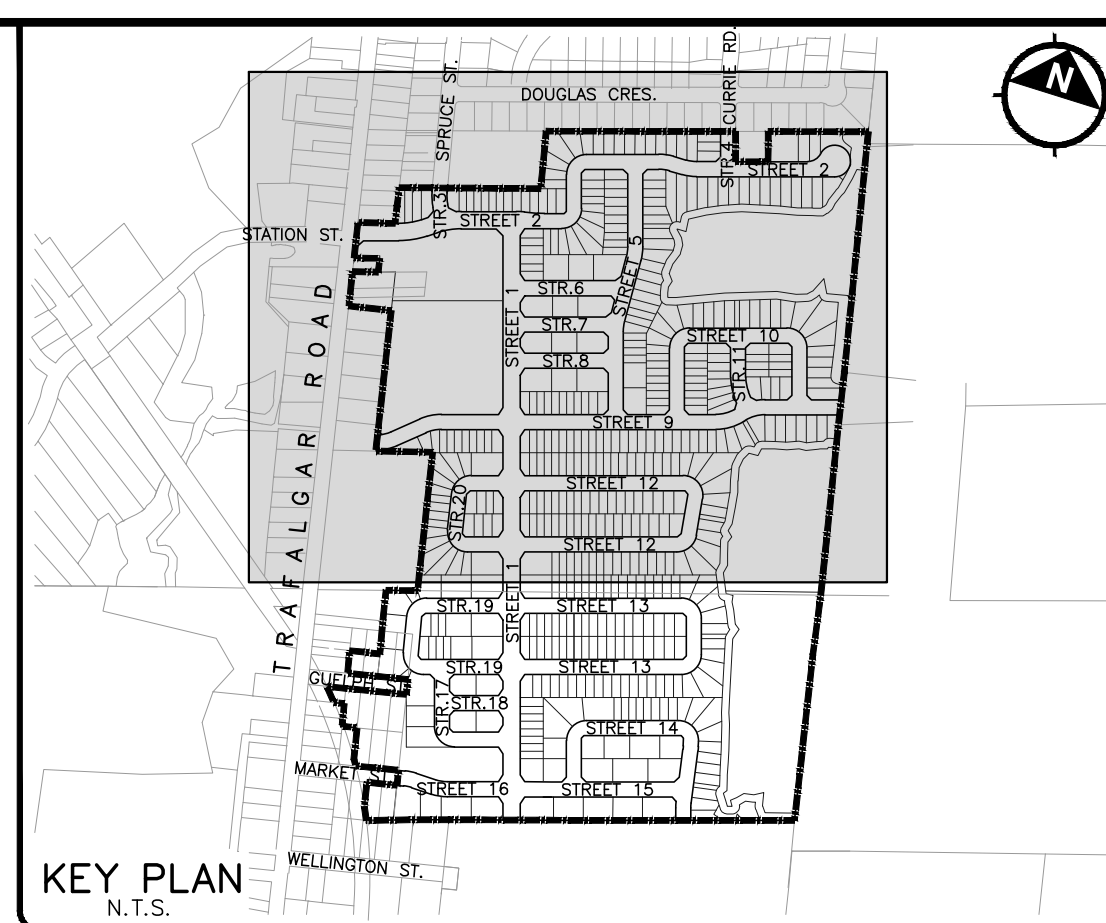 N
CURRIE RD.
SPRUCE ST.
DOUGLAS CRES.
STR.4
STREET 2
STR.3
STREET 2
STATION ST.
STREET 5
STR.6
STREET 1
STR.7
STR.8
STREET 10
STR.11
STREET 9
TRAFALGAR ROAD
STREET 12
STR.20
STREET 12
STREET 1
STR.19
STREET 13
STR.19
STREET 13
GUELPH ST.
STR.17
STR.18
STREET 14
MARKET ST.
STREET 16
STREET 15
WELLINGTON ST.
KEY PLAN
N.T.S.